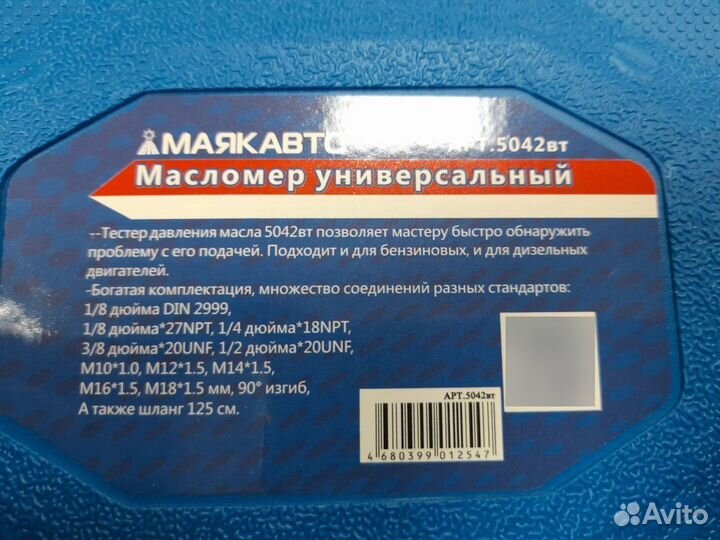 МАЯКАВТО АРТ.5042вт
Масломер универсальный
--Тестер давления масла 5042вт позволяет мастеру быстро обнаружить
проблему с его подачей. Подходит и для бензиновых, и для дизельных
двигателей.
-Богатая комплектация, множество соединений разных стандартов:
1/8 дюйма DIN 2999,
1/8 дюйма*27NPT, 1/4 дюйма*18NPT,
3/8 дюйма*20UNF, 1/2 дюйма*20UNF,
M10*1.0, M12*1.5, M14*1.5,
M16*1.5, M18*1.5 мм, 90° изгиб,
А также шланг 125 см.
АРТ.5042вт
4 680399 012547
Avito